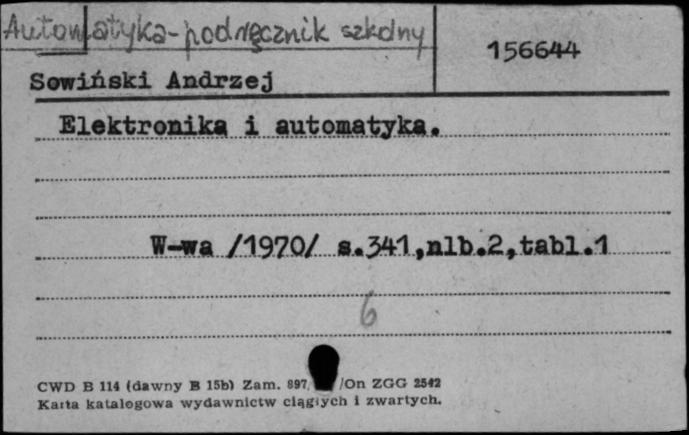 Automatyka - podręcznik szkolny
156644
Sowiński Andrzej
Elektronika i automatyka.
W-wa /1970/ s.341,nlb.2,tabl.1
6
CWD B 114 (dawny B 15b) Zam. 897/ /On ZGG 2542
Karta katalogowa wydawnictw ciągłych i zwartych.